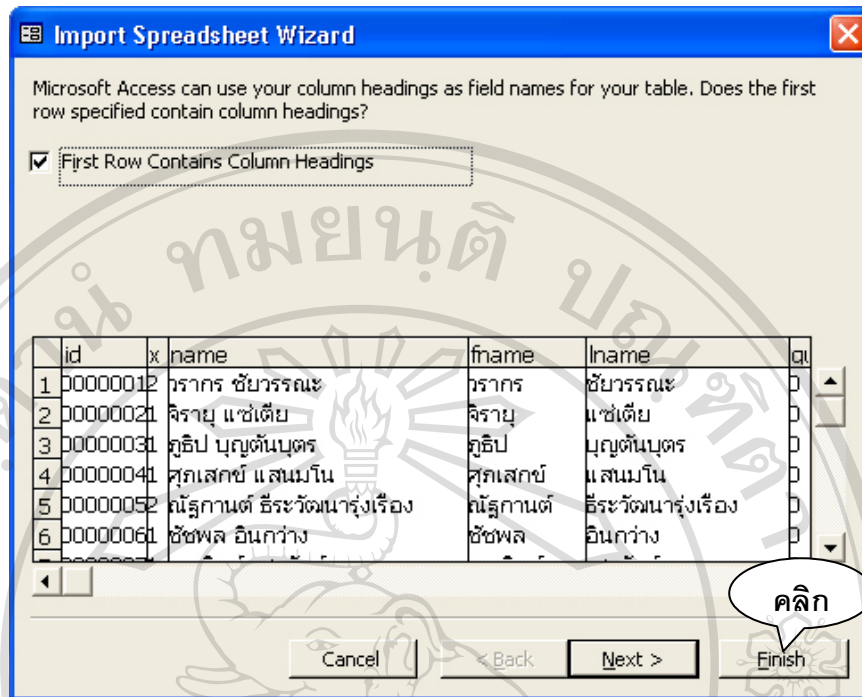 Import Spreadsheet Wizard
Microsoft Access can use your column headings as field names for your table. Does the first
row specified contain column headings?
First Row Contains Column Headings
id x name fname lname
1 00000012 วรากร ชัยวรรณะ วรากร ชัยวรรณะ
2 00000021 จิรายุ แซ่เตีย จิรายุ แซ่เตีย
3 00000031 ภูธิป บุญตันบุตร ภูธิป บุญตันบุตร
4 00000041 ศุภเสกข์ แสนมโน ศุภเสกข์ แสนมโน
5 00000052 ณัฐกานต์ ธีระวัฒนารุ่งเรือง ณัฐกานต์ ธีระวัฒนารุ่งเรือง
6 00000061 ชัชพล อินกว่าง ชัชพล อินกว่าง
คลิก
Cancel < Back Next > Finish